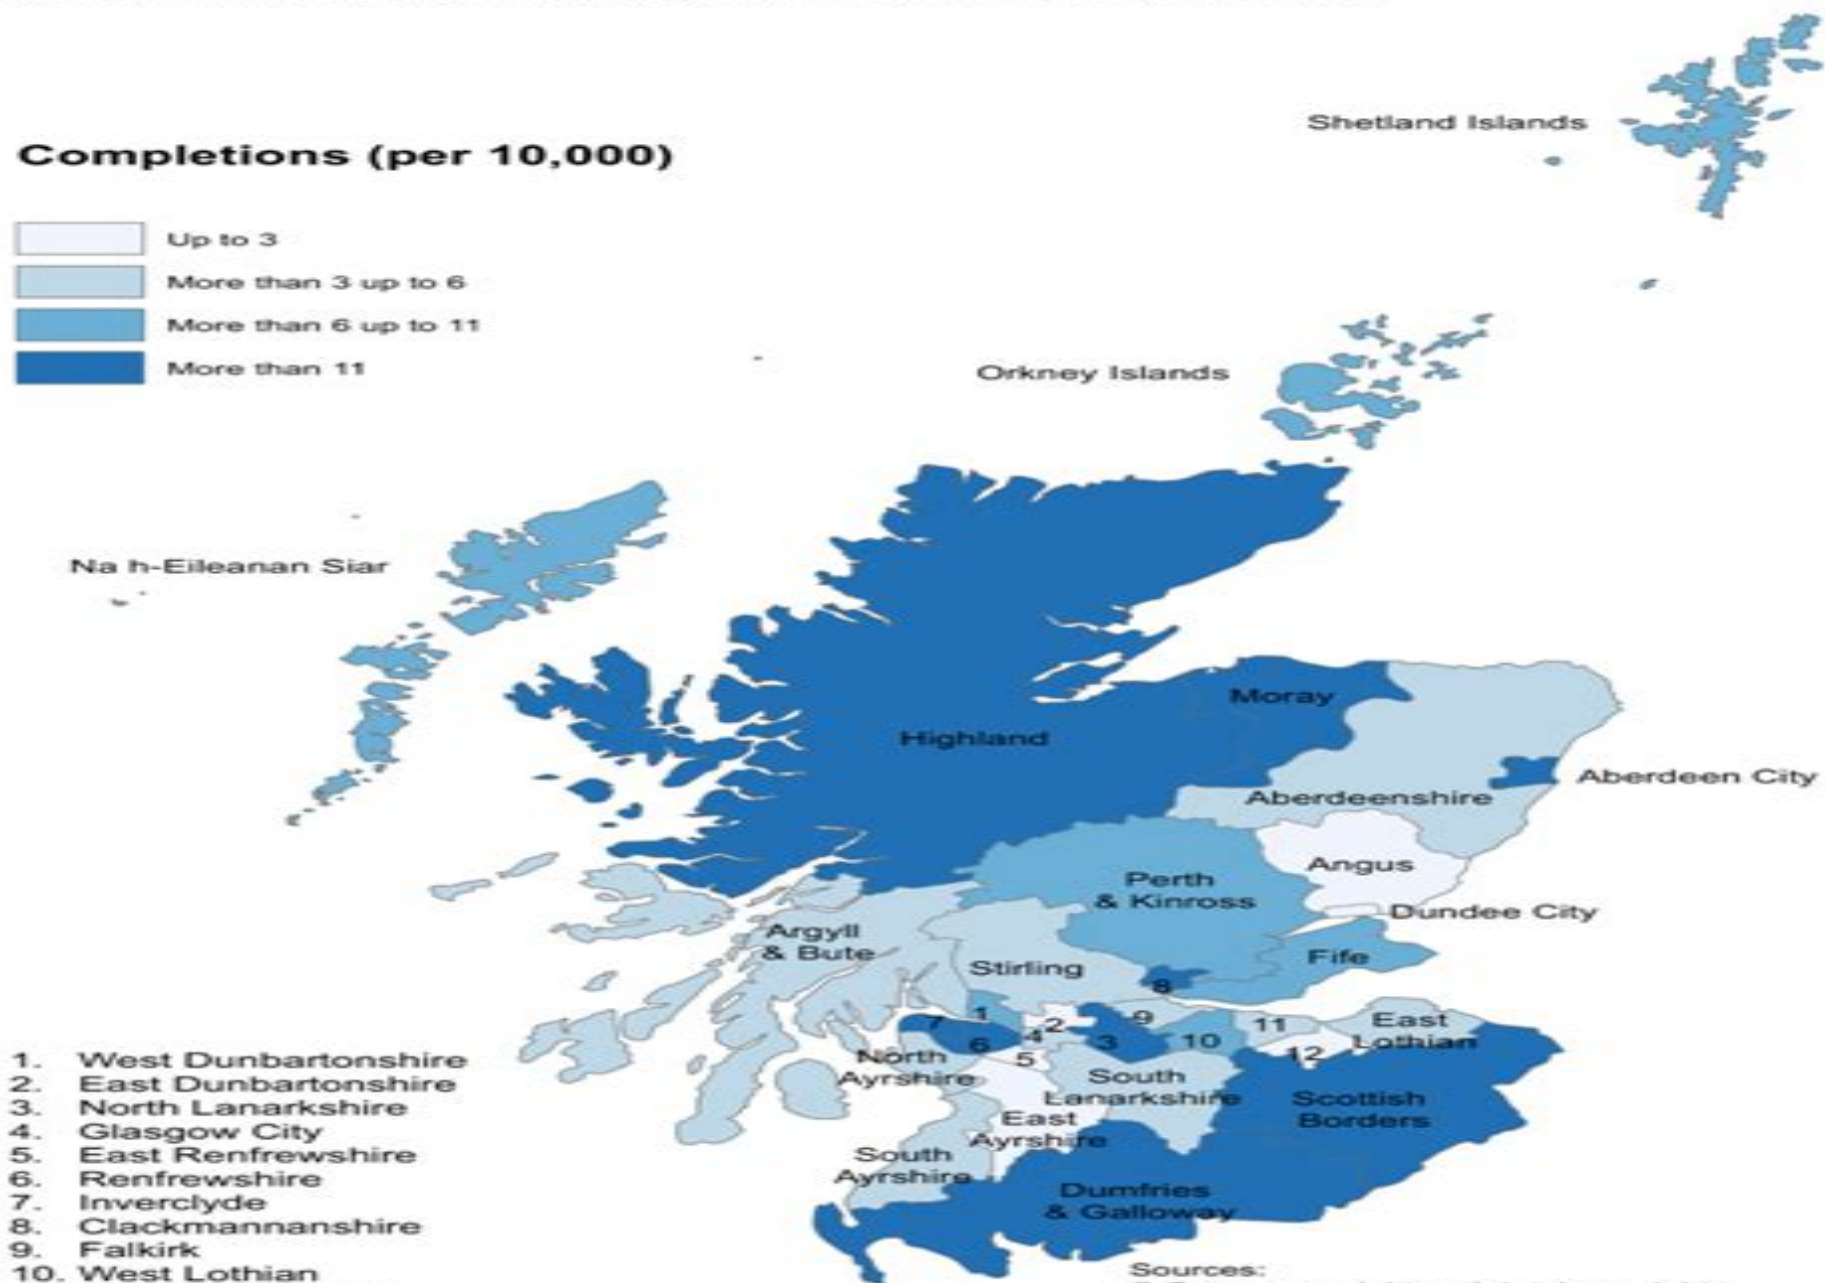 Completions (per 10,000)
Up to 3
More than 3 up to 6
More than 6 up to 11
More than 11
Shetland Islands
Orkney Islands
Na h-Eileanan Siar
Moray
Highland
Aberdeen City
Aberdeenshire
Angus
Perth
& Kinross
Dundee City
Argyll
& Bute
Fife
Stirling
8
1
2
9
11
East
Lothian
7
6
4
3
10
5
12
North
Ayrshire
South
Lanarkshire
Scottish
Borders
East
Ayrshire
South
Ayrshire
Dumfries
& Galloway
1. West Dunbartonshire
2. East Dunbartonshire
3. North Lanarkshire
4. Glasgow City
5. East Renfrewshire
6. Renfrewshire
7. Inverclyde
8. Clackmannanshire
9. Falkirk
10. West Lothian
Sources: